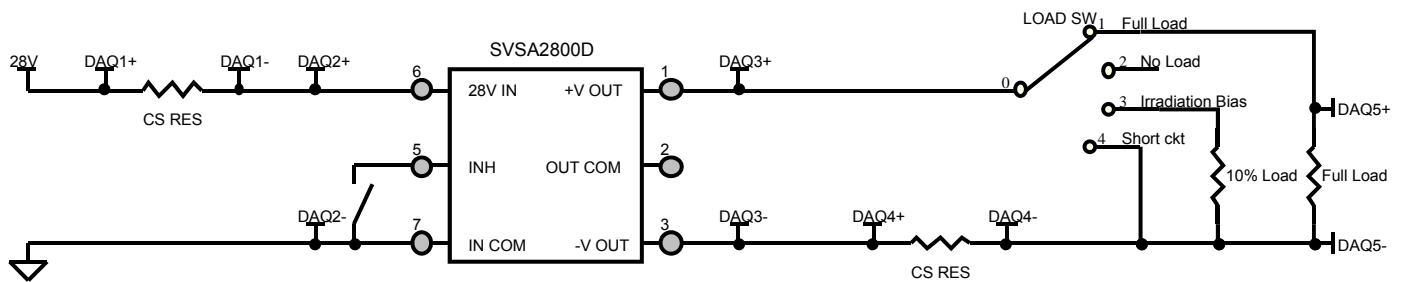 LOAD SW
1 Full Load
SVSA2800D
28V
DAQ1+
DAQ1-
DAQ2+
6
1
DAQ3+
2 No Load
28V IN
+V OUT
0
CS RES
3 Irradiation Bias
DAQ5+
4 Short ckt
5
2
INH
OUT COM
10% Load
Full Load
DAQ2-
7
3
DAQ3-
DAQ4+
DAQ4-
IN COM
-V OUT
DAQ5-
CS RES